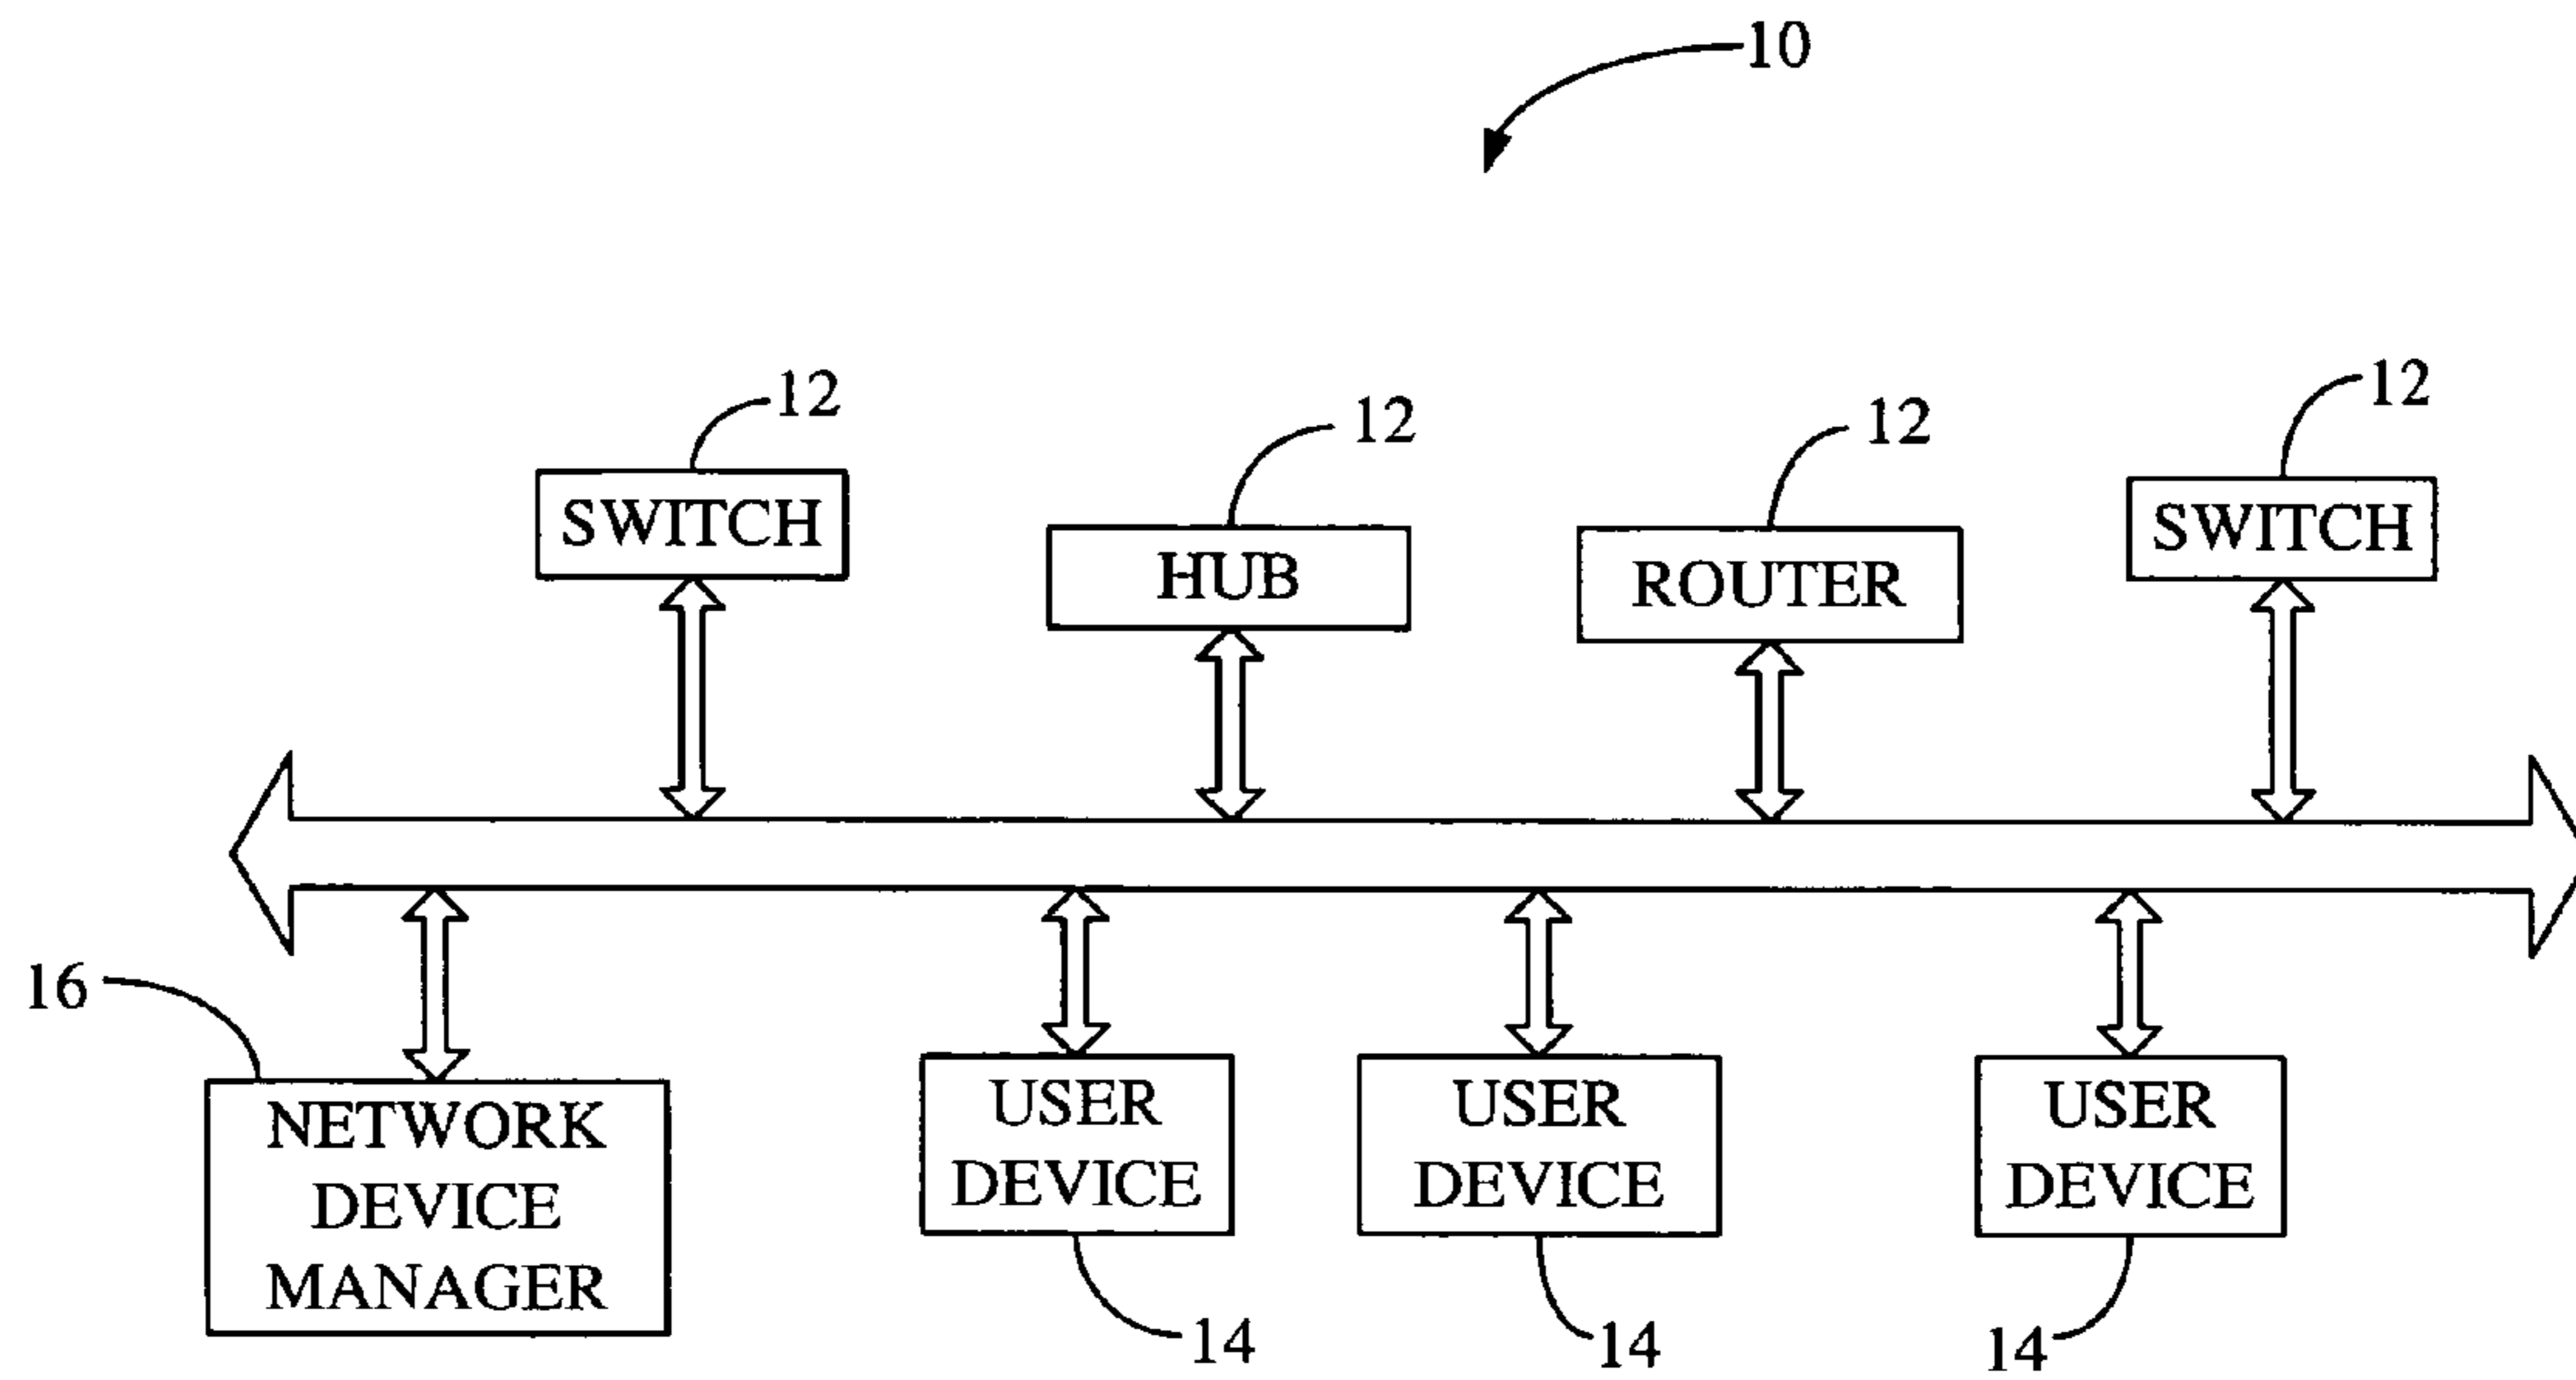 10
12
12
12
12
SWITCH
HUB
ROUTER
SWITCH
16
NETWORK
DEVICE
MANAGER
USER
DEVICE
USER
DEVICE
USER
DEVICE
14
14
14